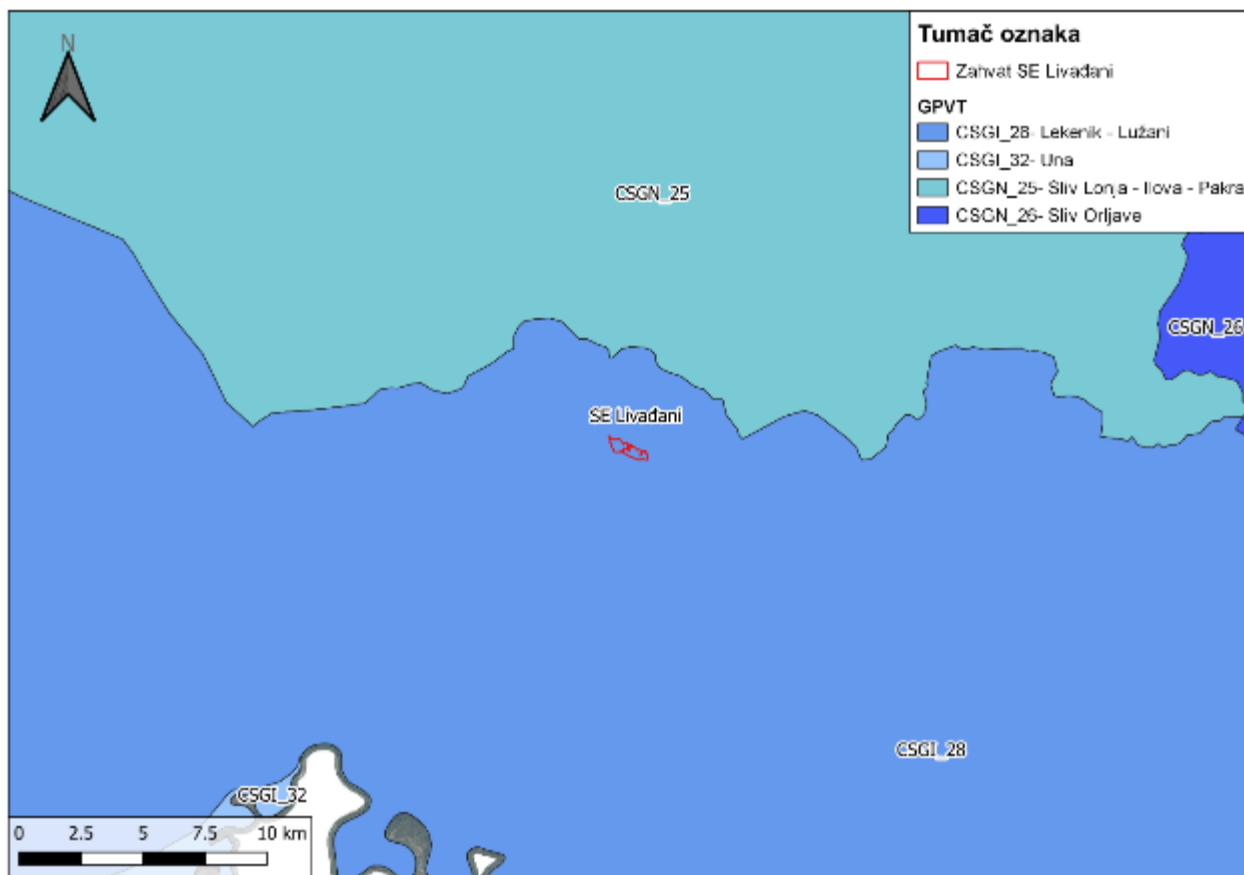 N
Tumač oznaka
Zahvat SE Livađani
GPVT
CSGI_28- Lekenik - Lužani
CSGI_32- Una
CSGN_25- Sliv Lonja - Ilova - Pakra
CSGN_26- Sliv Orljave
CSGN_25
CSGN_26
SE Livađani
CSGI_28
CSGI_32
0 2.5 5 7.5 10 km